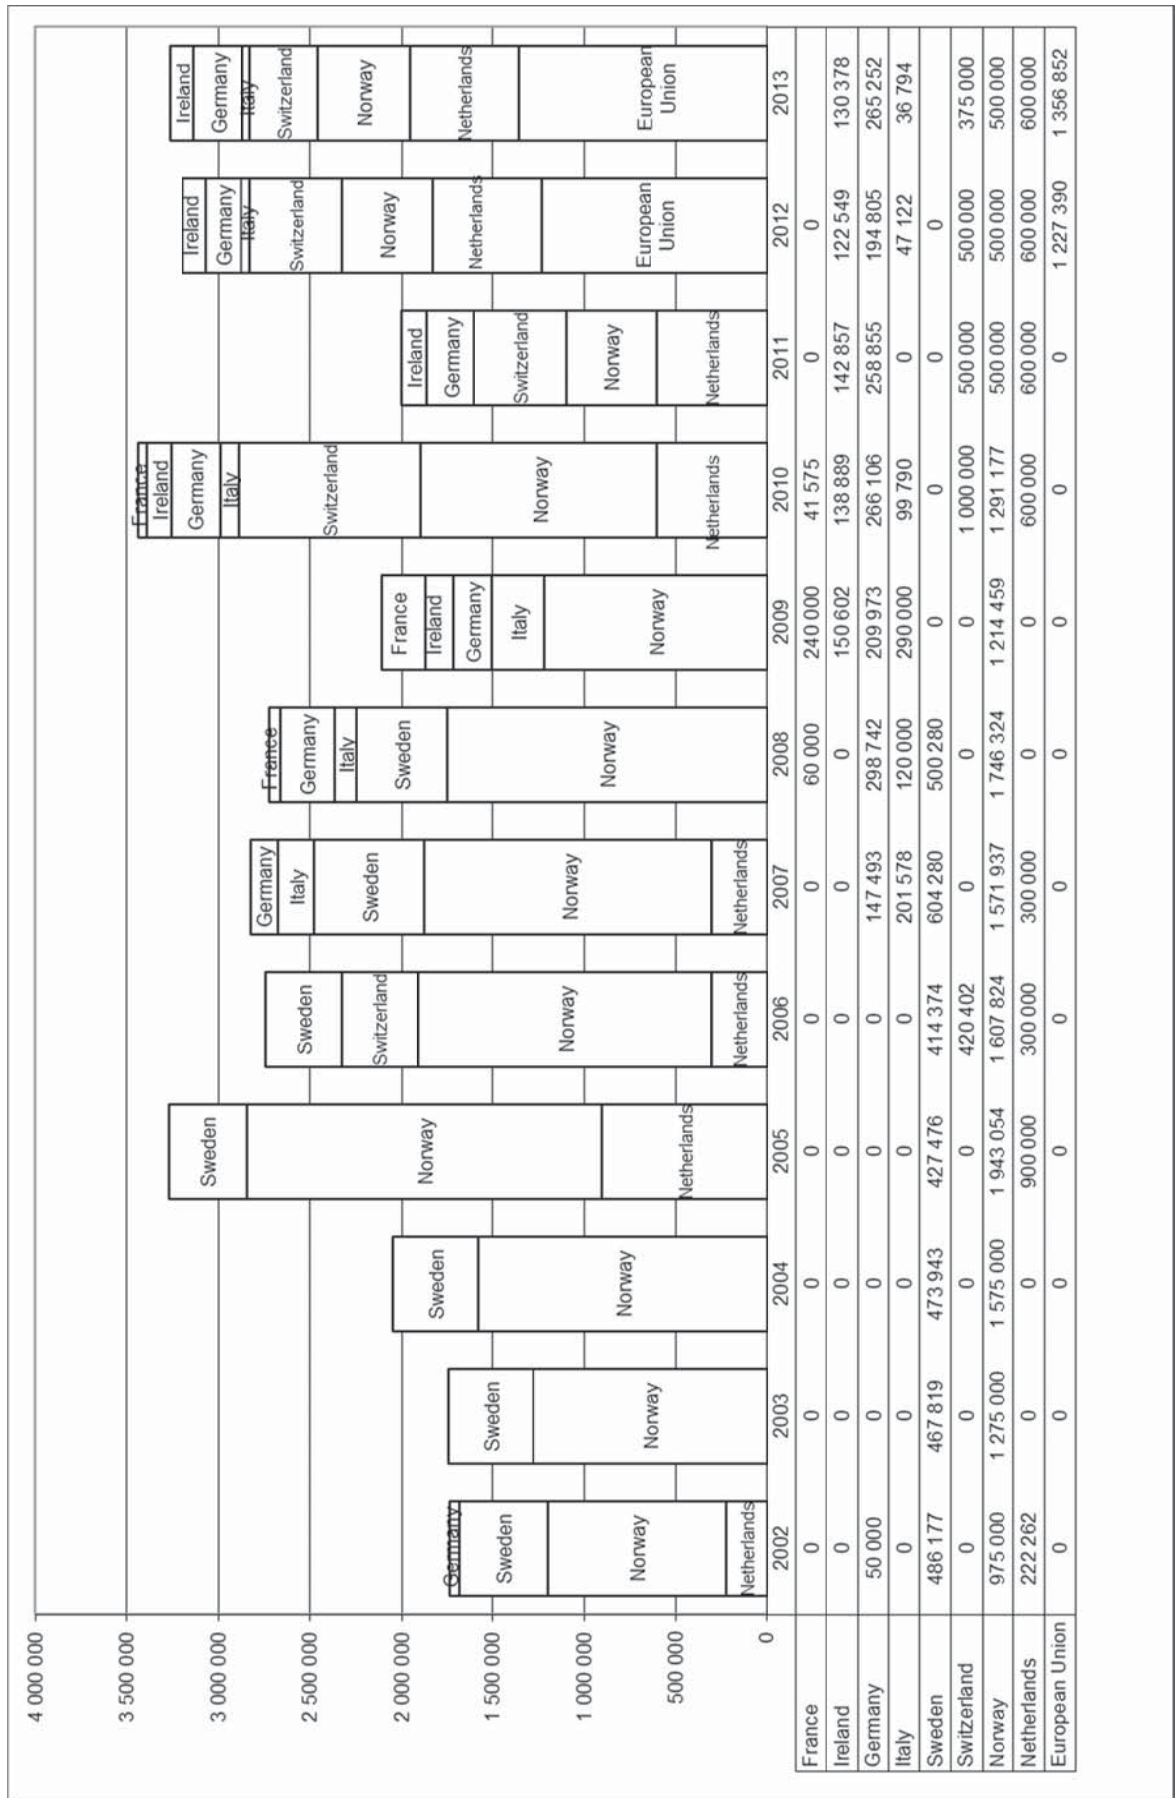 4 000 000
3 500 000
3 000 000
2 500 000
2 000 000
1 500 000
1 000 000
500 000
0
Germany
Sweden
Norway
Netherlands
Sweden
Norway
Sweden
Norway
Sweden
Norway
Netherlands
Sweden
Switzerland
Norway
Netherlands
Germany
Italy
Sweden
Norway
Netherlands
France
Germany
Italy
Sweden
Norway
France
Ireland
Germany
Italy
Norway
France
Ireland
Germany
Italy
Switzerland
Norway
Netherlands
Ireland
Germany
Switzerland
Norway
Netherlands
Ireland
Germany
Italy
Switzerland
Norway
Netherlands
European
Union
Ireland
Germany
Italy
Switzerland
Norway
Netherlands
European
Union
2002 2003 2004 2005 2006 2007 2008 2009 2010 2011 2012 2013
France 0 0 0 0 0 0 60 000 240 000 41 575 0 0
Ireland 0 0 0 0 0 0 0 150 602 138 889 142 857 122 549 130 378
Germany 50 000 0 0 0 0 147 493 298 742 209 973 266 106 258 855 194 805 265 252
Italy 0 0 0 0 0 201 578 120 000 290 000 99 790 0 47 122 36 794
Sweden 486 177 467 819 473 943 427 476 414 374 604 280 500 280 0 0 0 0
Switzerland 0 0 0 0 420 402 0 0 0 1 000 000 500 000 500 000 375 000
Norway 975 000 1 275 000 1 575 000 1 943 054 1 607 824 1 571 937 1 746 324 1 214 459 1 291 177 500 000 500 000 500 000
Netherlands 222 262 0 0 900 000 300 000 300 000 0 0 600 000 600 000 600 000 600 000
European Union 0 0 0 0 0 0 0 0 0 0 1 227 390 1 356 852